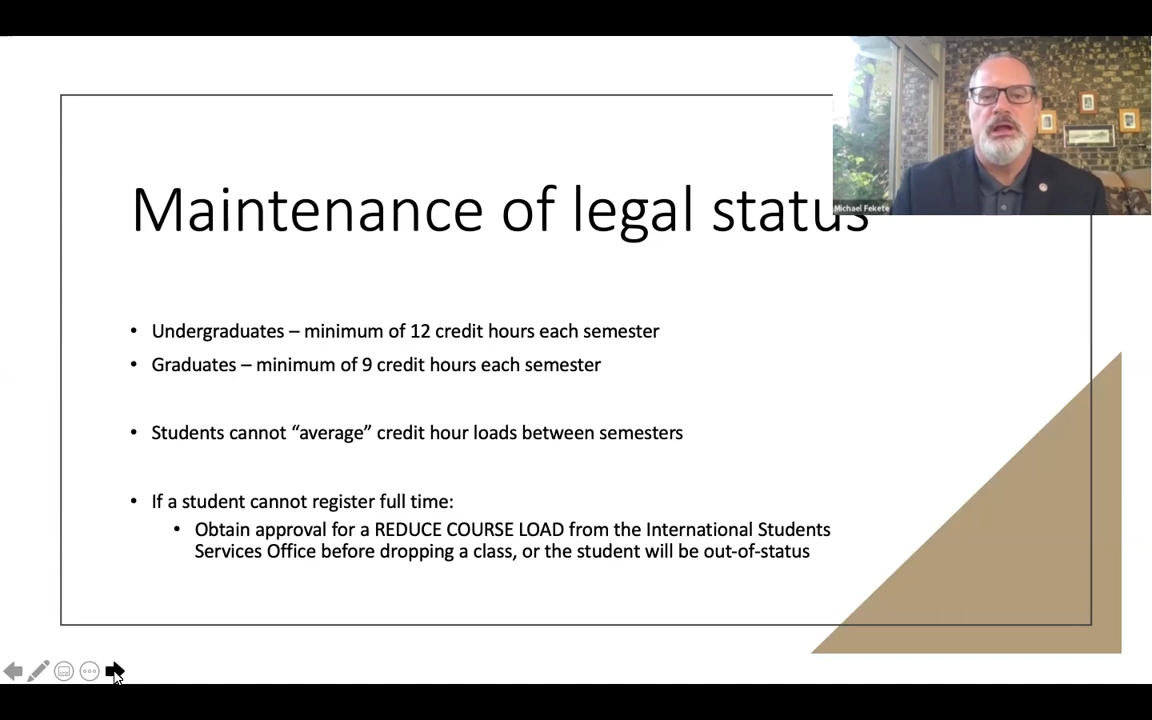 Maintenance of legal status
Michael Fekete
• Undergraduates – minimum of 12 credit hours each semester
• Graduates – minimum of 9 credit hours each semester
• Students cannot “average” credit hour loads between semesters
• If a student cannot register full time:
• Obtain approval for a REDUCE COURSE LOAD from the International Students
Services Office before dropping a class, or the student will be out-of-status